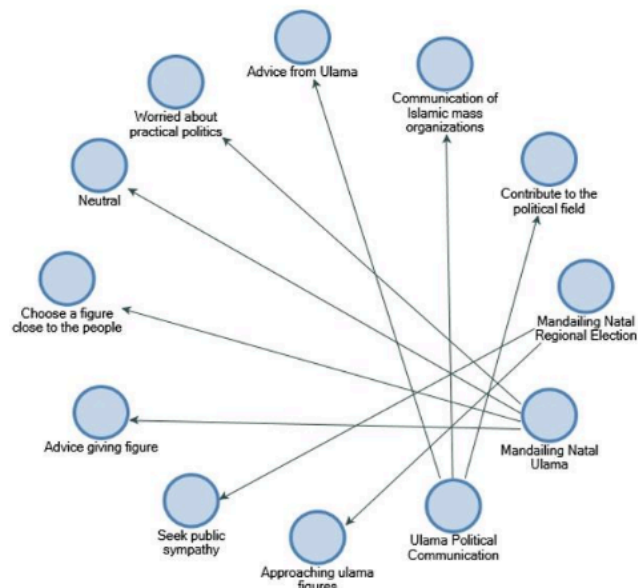 Advice from Ulama
Communication of
Islamic mass
organizations
Worried about
practical politics
Contribute to the
political field
Neutral
Choose a figure
close to the people
Mandailing Natal
Regional Election
Advice giving figure
Mandailing Natal
Ulama
Seek public
sympathy
Approaching ulama
figures
Ulama Political
Communication